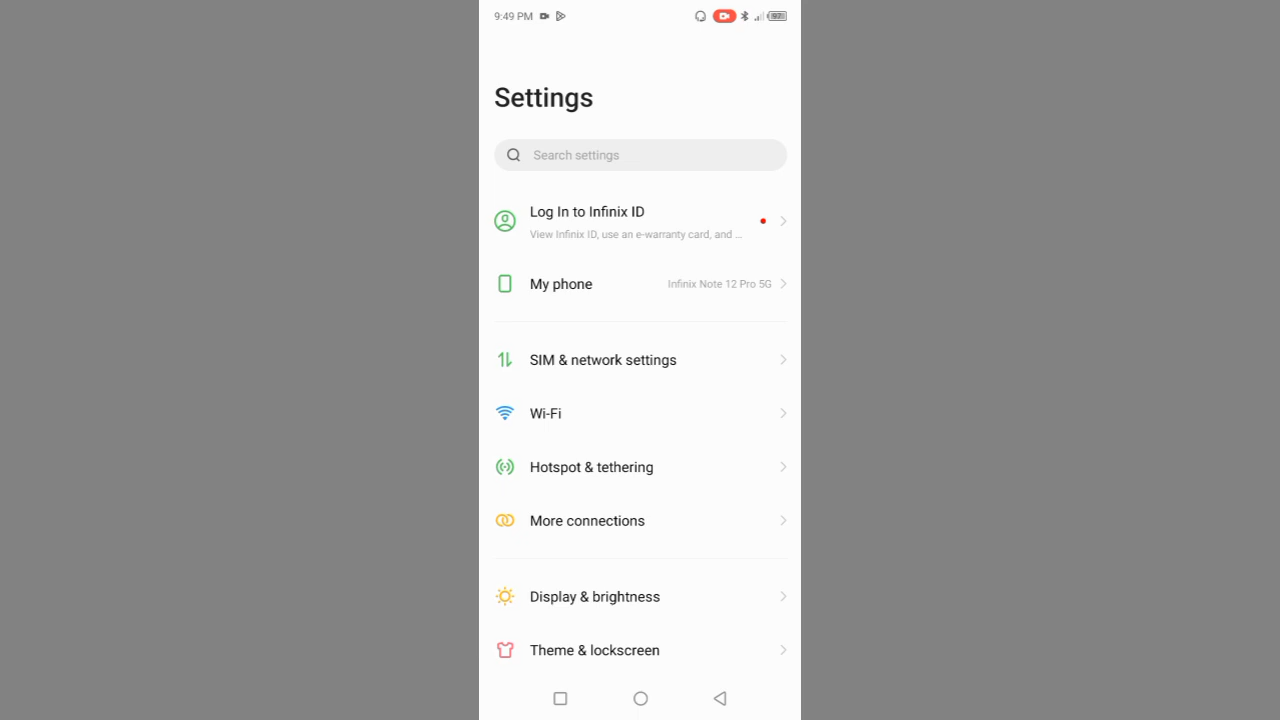 9:49 PM
97
Settings
Search settings
Log In to Infinix ID
View Infinix ID, use an e-warranty card, and ...
My phone
Infinix Note 12 Pro 5G
SIM & network settings
Wi-Fi
Hotspot & tethering
More connections
Display & brightness
Theme & lockscreen